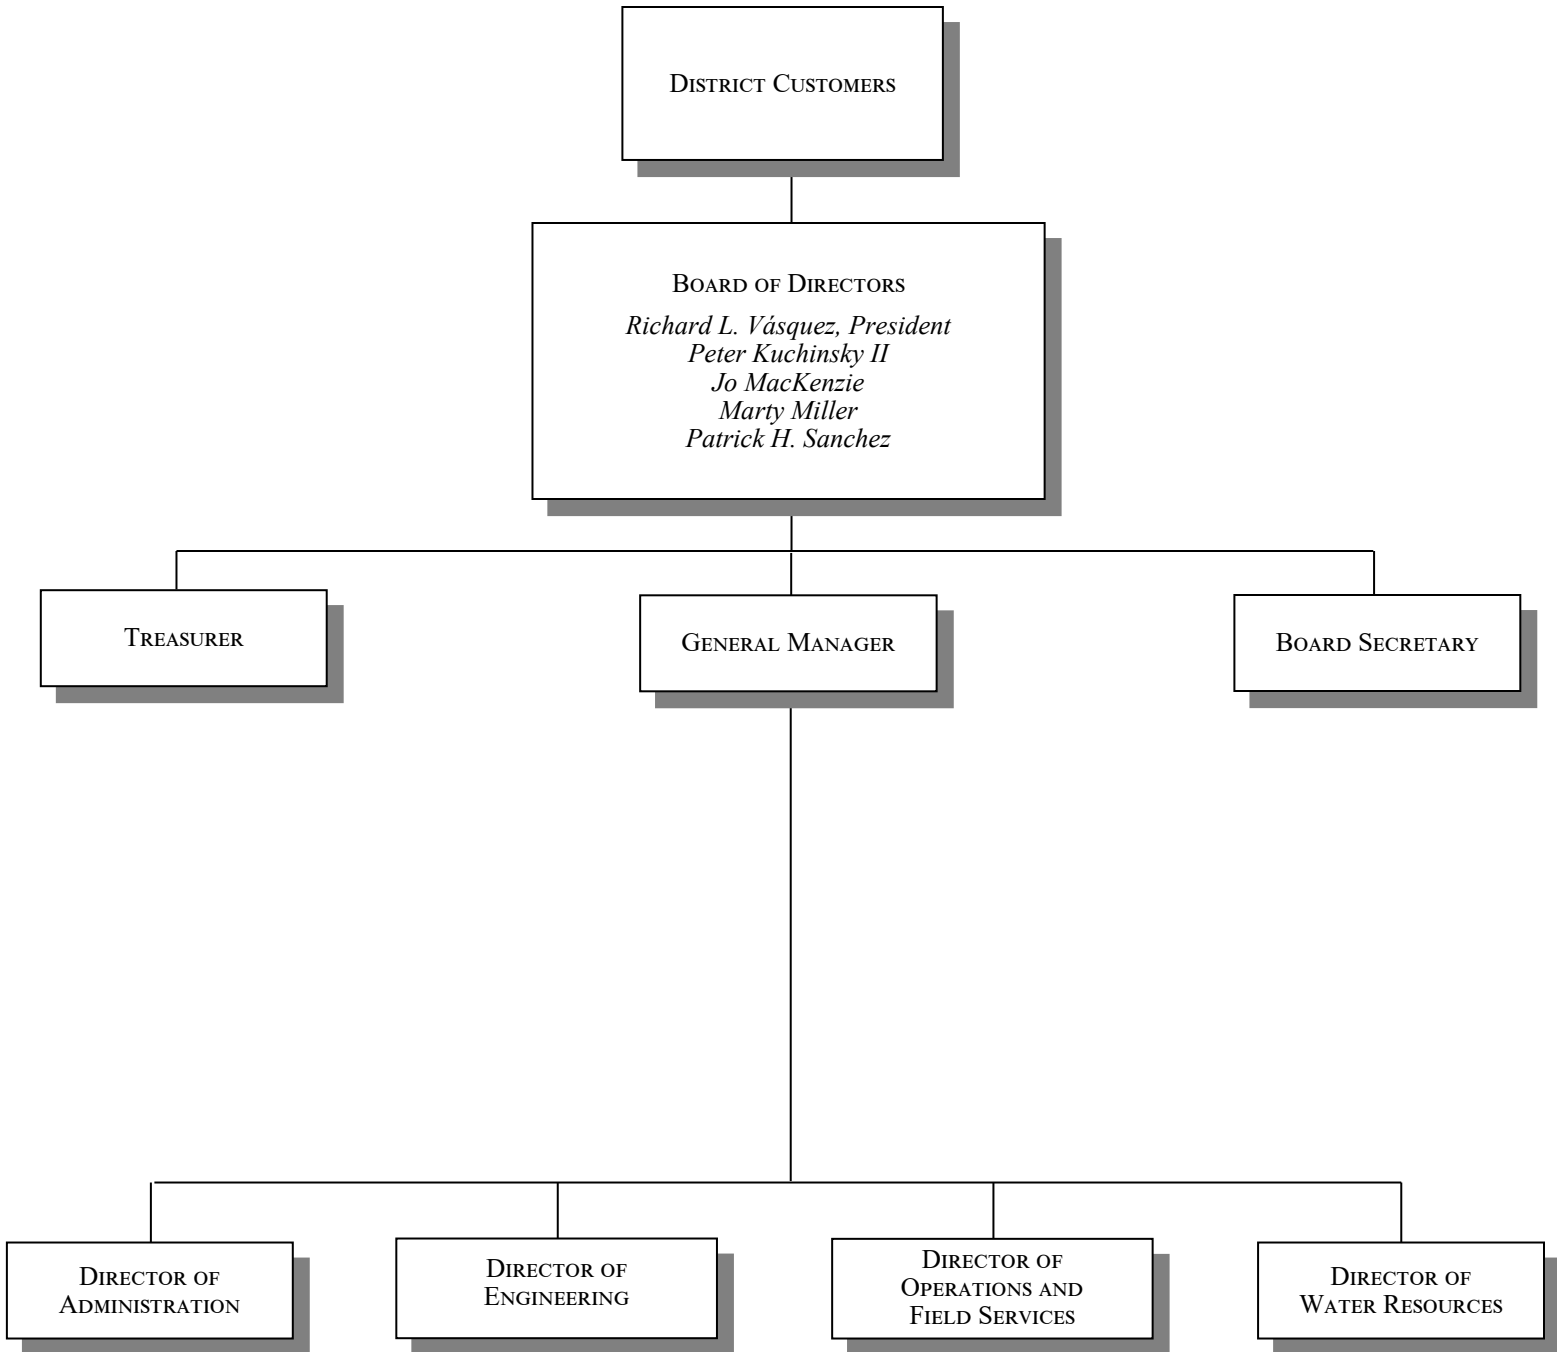 District Customers
Board of Directors
Richard L. Vásquez, President
Peter Kuchinsky II
Jo MacKenzie
Marty Miller
Patrick H. Sanchez
Treasurer
General Manager
Board Secretary
Director of
Administration
Director of
Engineering
Director of
Operations and
Field Services
Director of
Water Resources